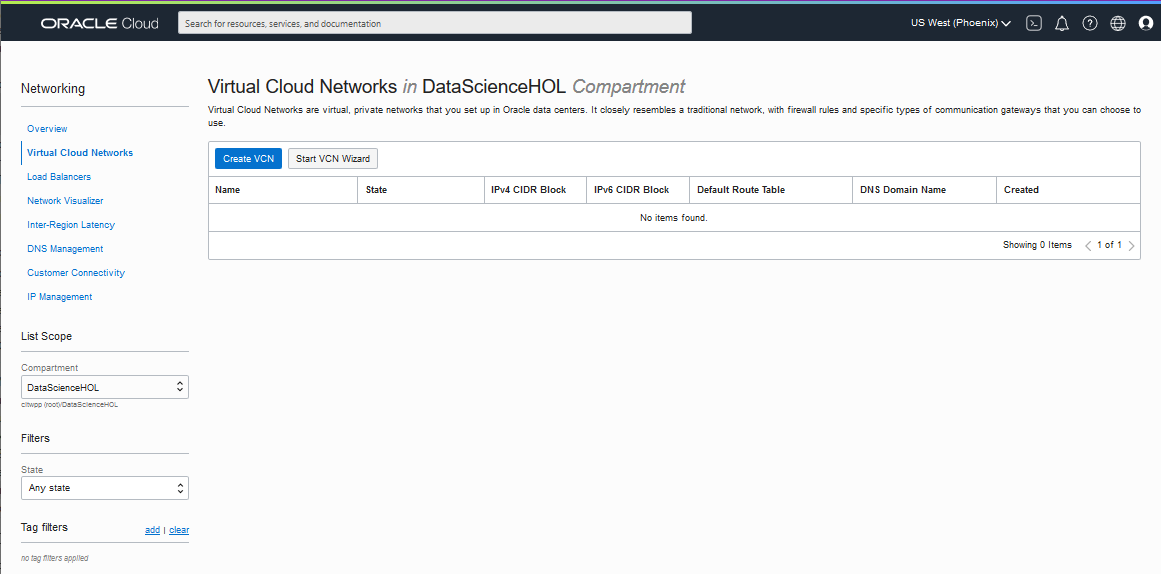 ORACLE Cloud
Search for resources, services, and documentation
US West (Phoenix)
Networking
Overview
Virtual Cloud Networks
Load Balancers
Network Visualizer
Inter-Region Latency
DNS Management
Customer Connectivity
IP Management
List Scope
Compartment
DataScienceHOL
citwpp (root)/DataScienceHOL
Filters
State
Any state
Tag filters
add | clear
no tag filters applied
Virtual Cloud Networks in DataScienceHOL Compartment
Virtual Cloud Networks are virtual, private networks that you set up in Oracle data centers. It closely resembles a traditional network, with firewall rules and specific types of communication gateways that you can choose to
use.
Create VCN Start VCN Wizard
Name State IPv4 CIDR Block IPv6 CIDR Block Default Route Table DNS Domain Name Created
No items found.
Showing 0 Items < 1 of 1 >